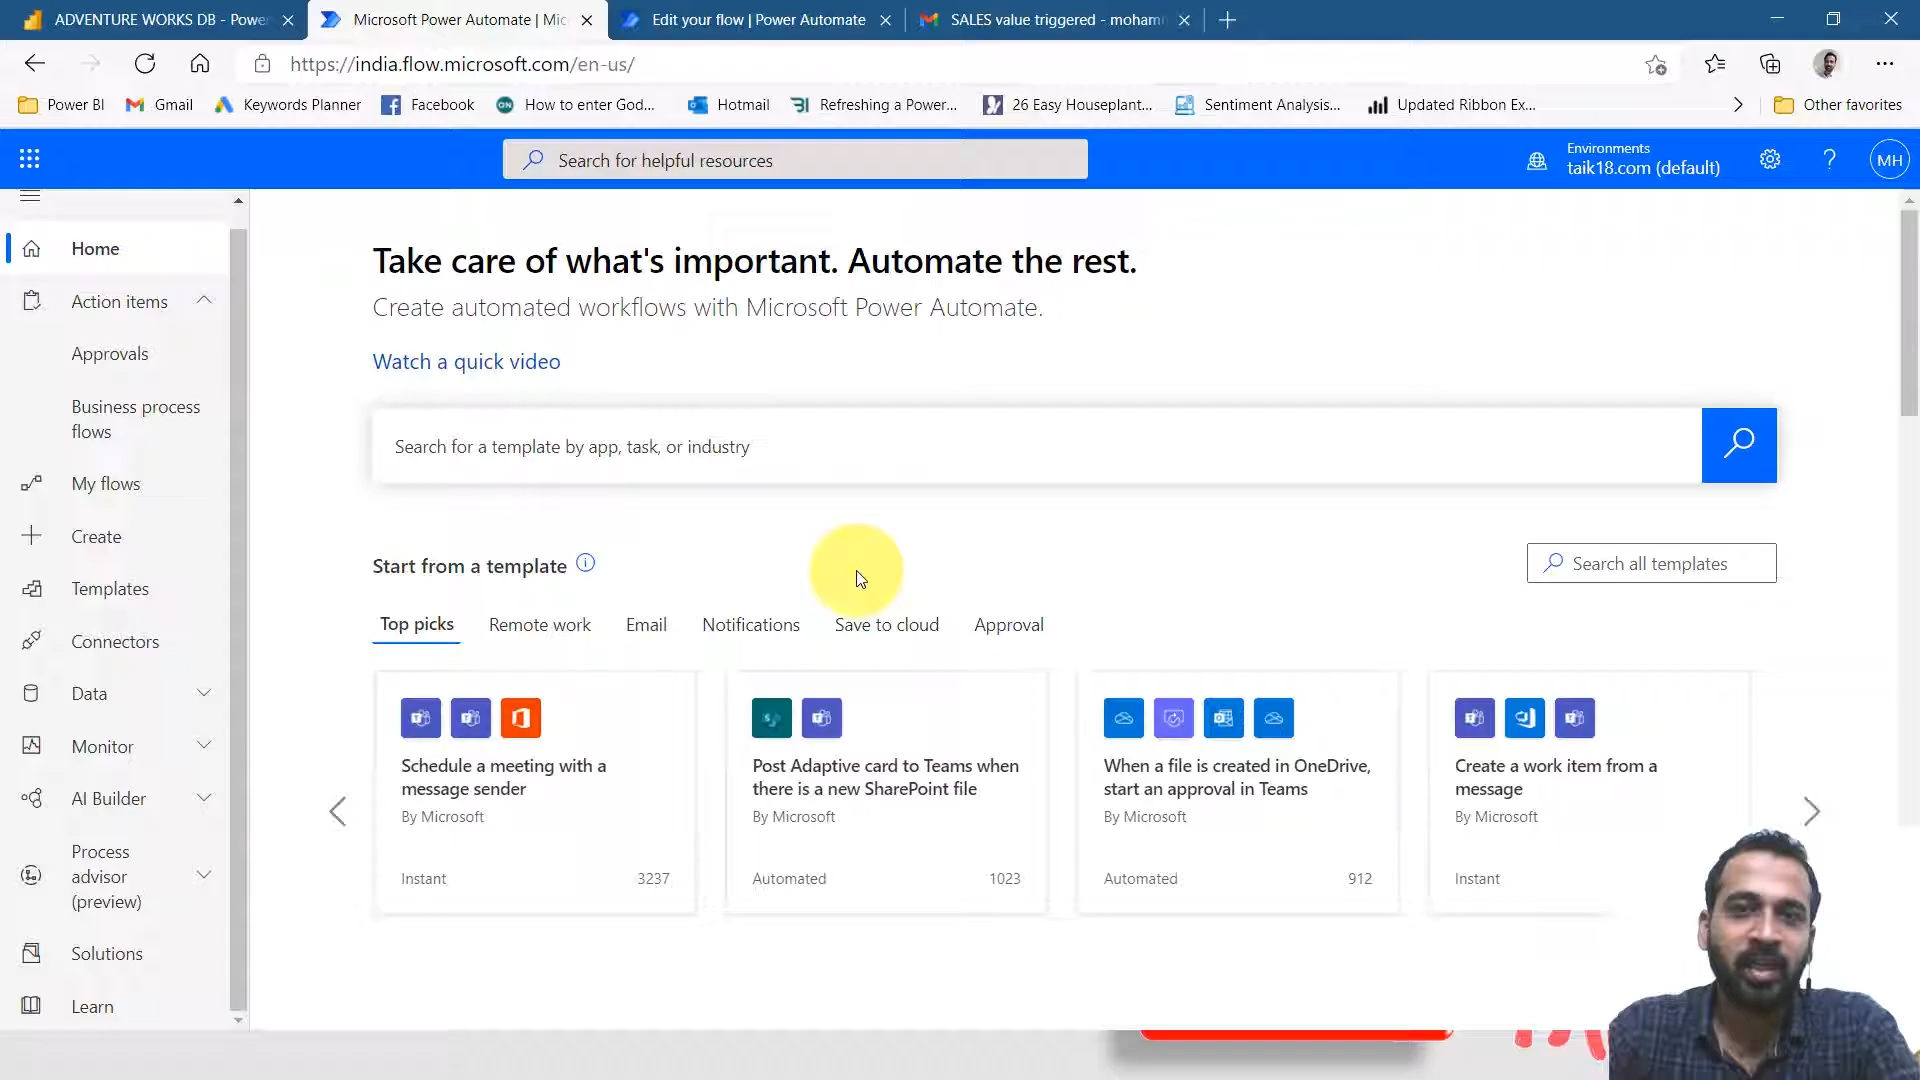 ADVENTURE WORKS DB - Powe
Microsoft Power Automate | Mic
Edit your flow | Power Automate
SALES value triggered - moham
https://india.flow.microsoft.com/en-us/
Power BI
Gmail
Keywords Planner
Facebook
How to enter God...
Hotmail
Refreshing a Power...
26 Easy Houseplant...
Sentiment Analysis...
Updated Ribbon Ex...
Other favorites
Search for helpful resources
Environments
taik18.com (default)
MH
Home
Action items
Approvals
Business process
flows
My flows
Create
Templates
Connectors
Data
Monitor
AI Builder
Process
advisor
(preview)
Solutions
Learn
Take care of what's important. Automate the rest.
Create automated workflows with Microsoft Power Automate.
Watch a quick video
Search for a template by app, task, or industry
Start from a template
Search all templates
Top picks
Remote work
Email
Notifications
Save to cloud
Approval
Schedule a meeting with a
message sender
By Microsoft
Instant
3237
Post Adaptive card to Teams when
there is a new SharePoint file
By Microsoft
Automated
1023
When a file is created in OneDrive,
start an approval in Teams
By Microsoft
Automated
912
Create a work item from a
message
By Microsoft
Instant